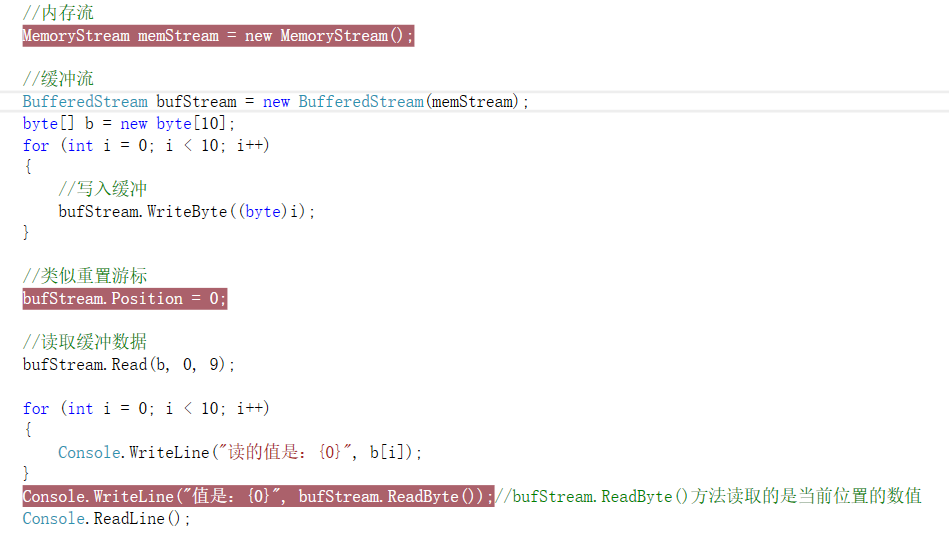 //内存流
MemoryStream memStream = new MemoryStream();
//缓冲流
BufferedStream bufStream = new BufferedStream(memStream);
byte[] b = new byte[10];
for (int i = 0; i < 10; i++)
{
    //写入缓冲
    bufStream.WriteByte((byte)i);
}
//类似重置游标
bufStream.Position = 0;
//读取缓冲数据
bufStream.Read(b, 0, 9);
for (int i = 0; i < 10; i++)
{
    Console.WriteLine("读的值是：{0}", b[i]);
}
Console.WriteLine("值是：{0}", bufStream.ReadByte());//bufStream.ReadByte()方法读取的是当前位置的数值
Console.ReadLine();